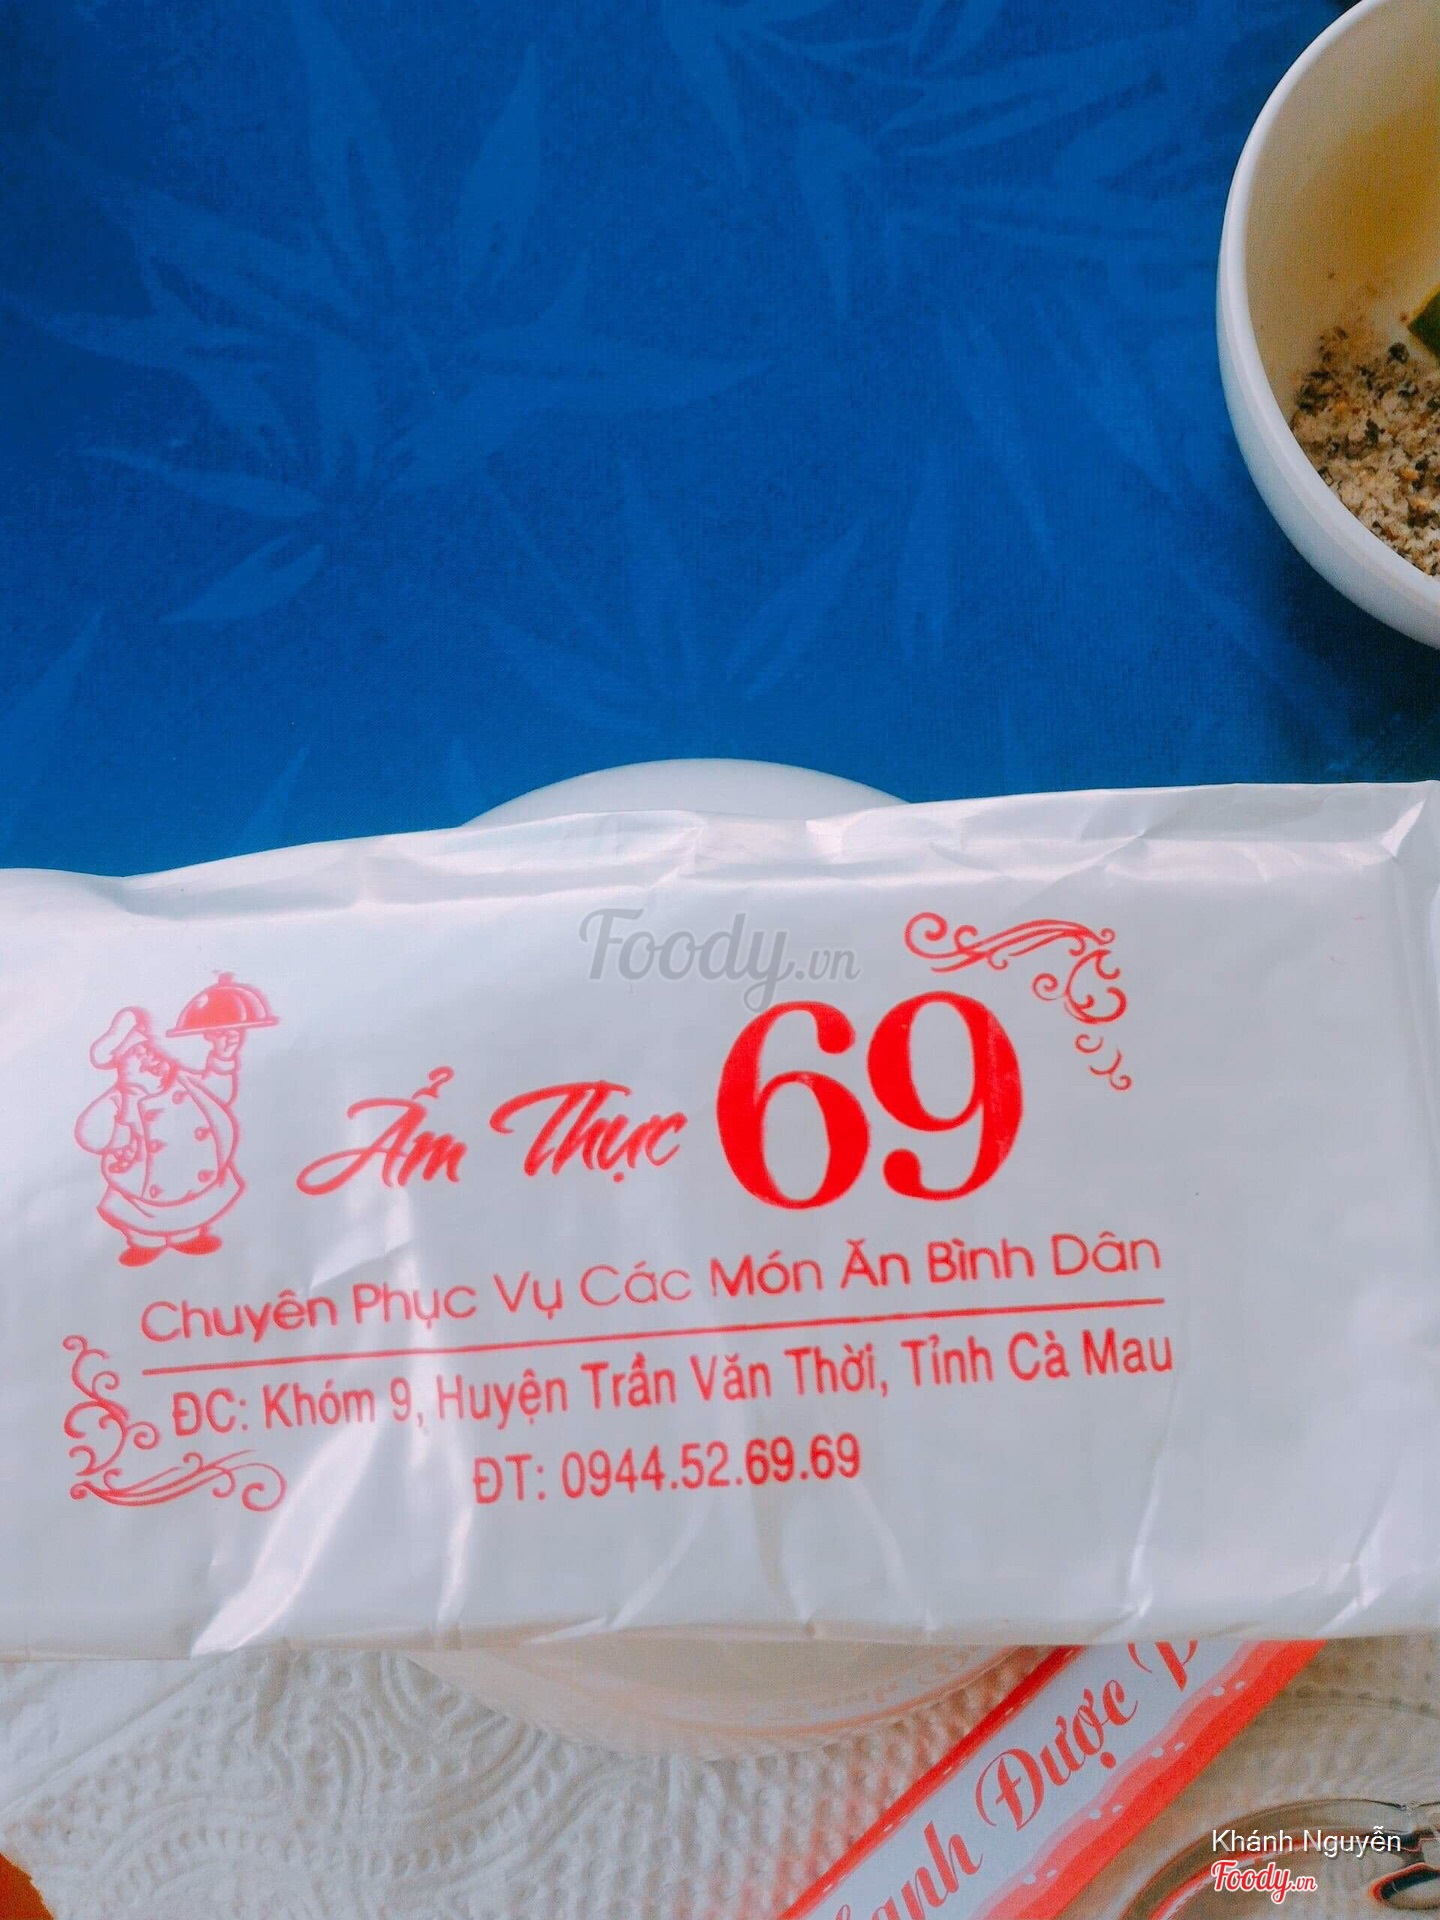 Foody.vn
Ẩm Thực 69
Chuyên Phục Vụ Các Món Ăn Bình Dân
ĐC: Khóm 9, Huyện Trần Văn Thời, Tỉnh Cà Mau
ĐT: 0944.52.69.69
Được
Khánh Nguyễn
Foody.vn